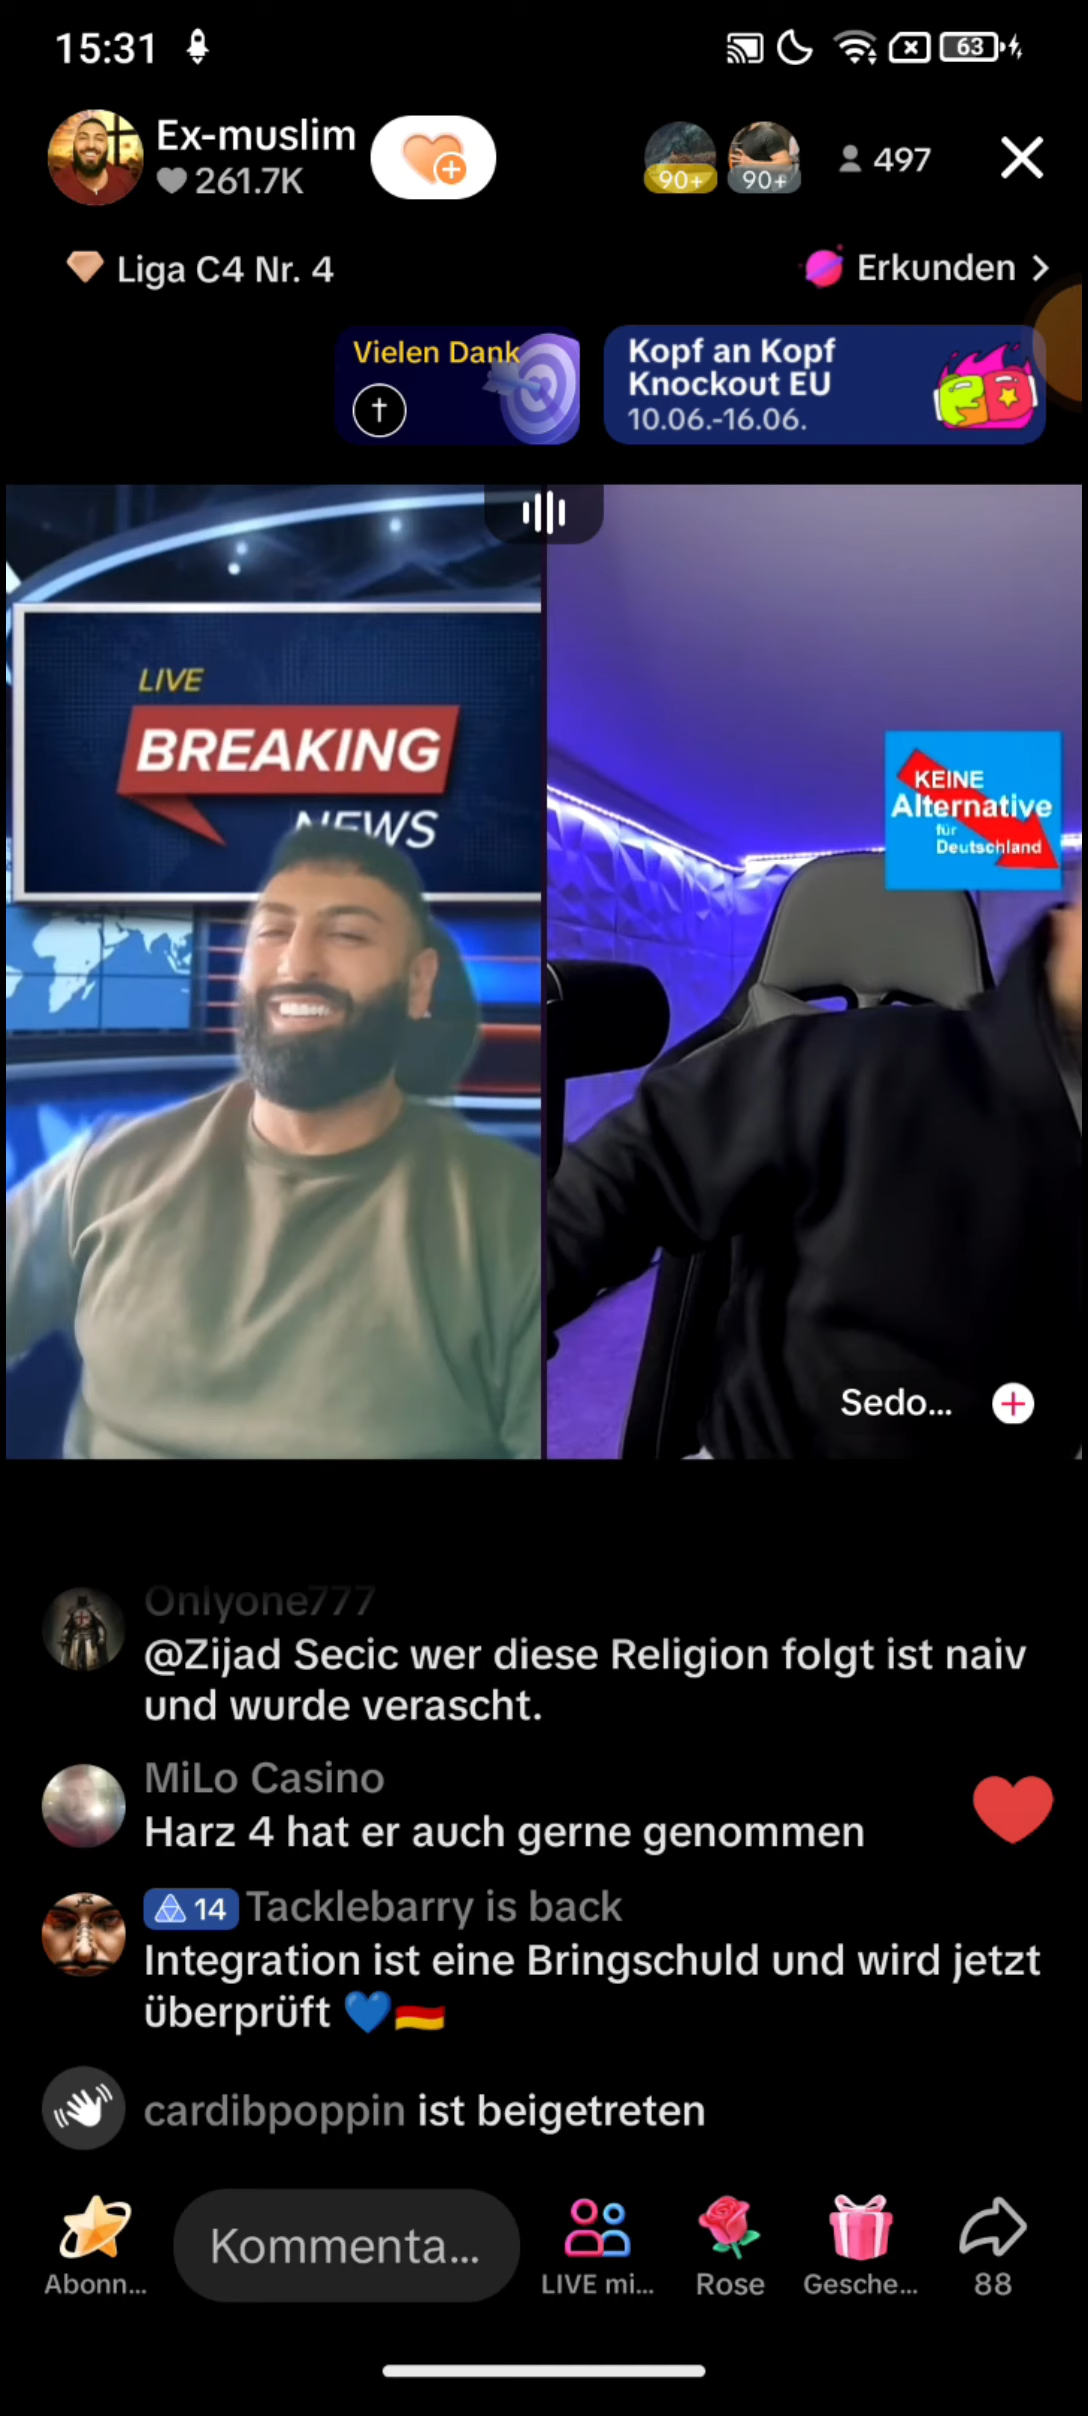 15:31
63
Ex-muslim
261.7K
90+
90+
497
Liga C4 Nr. 4
Erkunden >
Vielen Dank
Kopf an Kopf
Knockout EU
10.06.-16.06.
LIVE
BREAKING
NEWS
KEINE
Alternative
für
Deutschland
Sedo...
Onlyone777
@Zijad Secic wer diese Religion folgt ist naiv
und wurde verascht.
MiLo Casino
Harz 4 hat er auch gerne genommen
14 Tacklebarry is back
Integration ist eine Bringschuld und wird jetzt
überprüft 💙🇩🇪
cardibpoppin ist beigetreten
Abonn...
Kommenta...
LIVE mi...
Rose
Gesche...
88